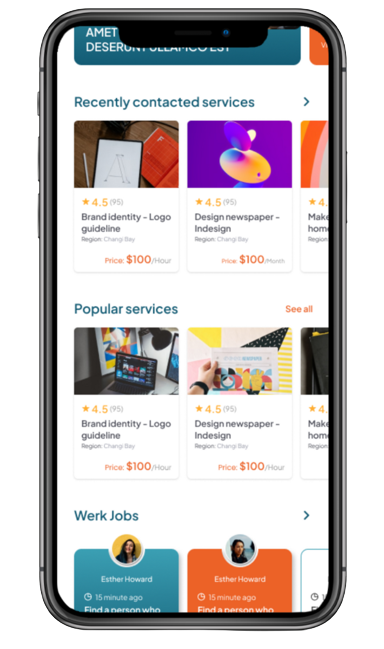 AMET
DESERUNT ULLAMCO EST
Recently contacted services
4.5 (95)
Brand identity - Logo
guideline
Region: Changi Bay
Price: $100/Hour
4.5 (95)
Design newspaper -
Indesign
Region: Changi Bay
Price: $100/Month
4.
Make
hom
Regio
Popular services
See all
4.5 (95)
Brand identity - Logo
guideline
Region: Changi Bay
Price: $100/Hour
4.5 (95)
Design newspaper -
Indesign
Region: Changi Bay
Price: $100/Hour
4.
Make
hom
Regio
Werk Jobs
Esther Howard
15 minute ago
Find a person who
Esther Howard
15 minute ago
Find a person who
15